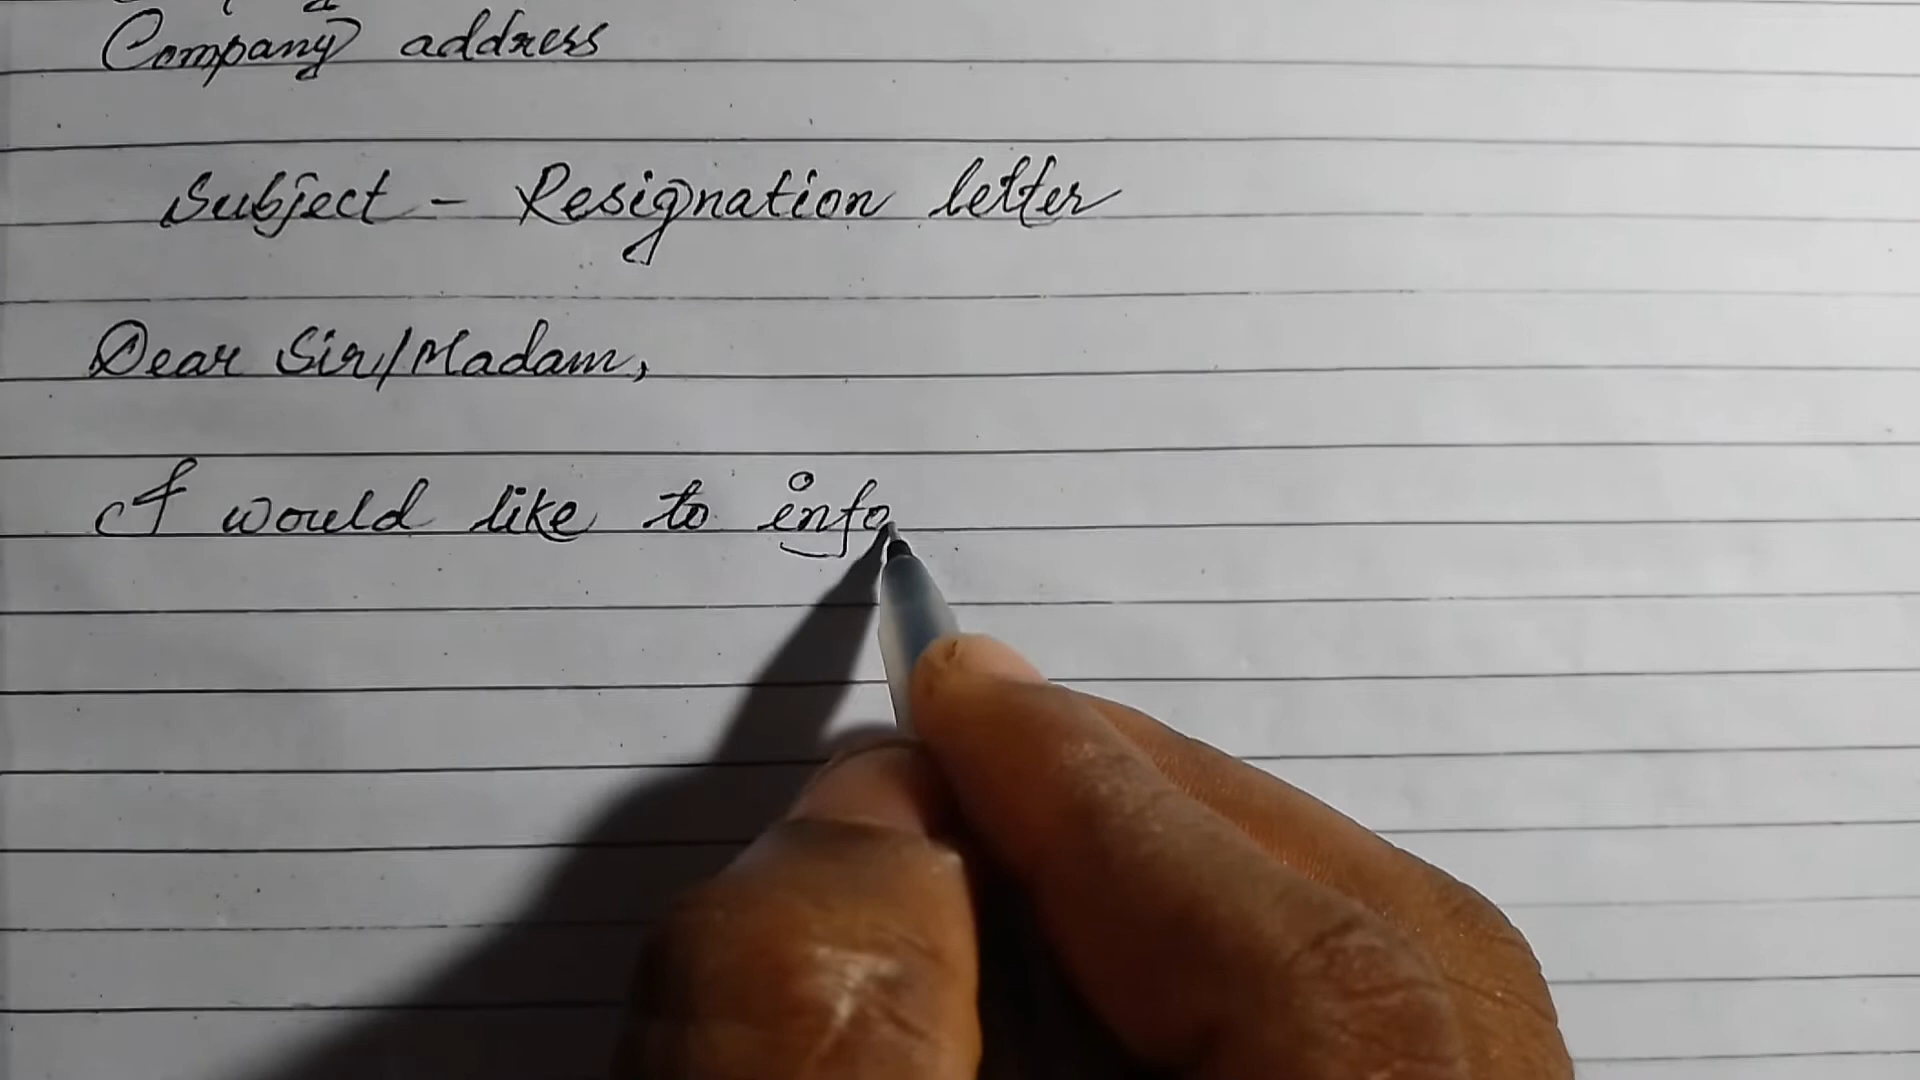 Company address
Subject - Resignation letter
Dear Sir/Madam,
I would like to info